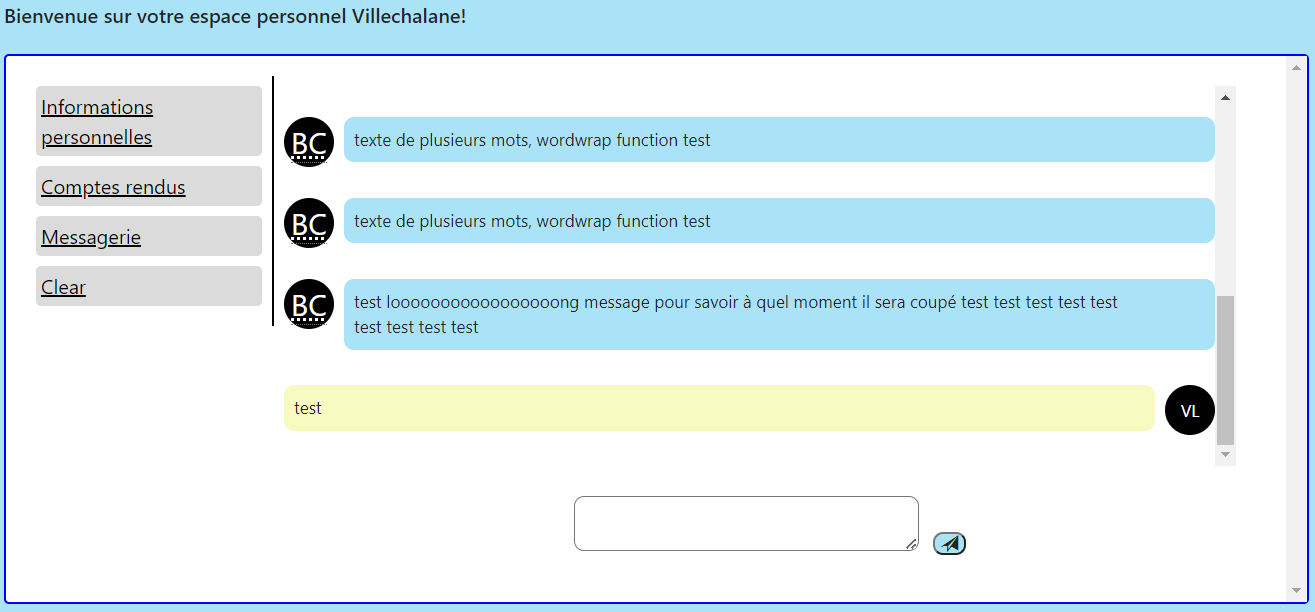 Bienvenue sur votre espace personnel Villechalane!
Informations
personnelles
Comptes rendus
Messagerie
Clear
BC
texte de plusieurs mots, wordwrap function test
BC
texte de plusieurs mots, wordwrap function test
BC
test looooooooooooooooong message pour savoir à quel moment il sera coupé test test test test test
test test test test
test
VL